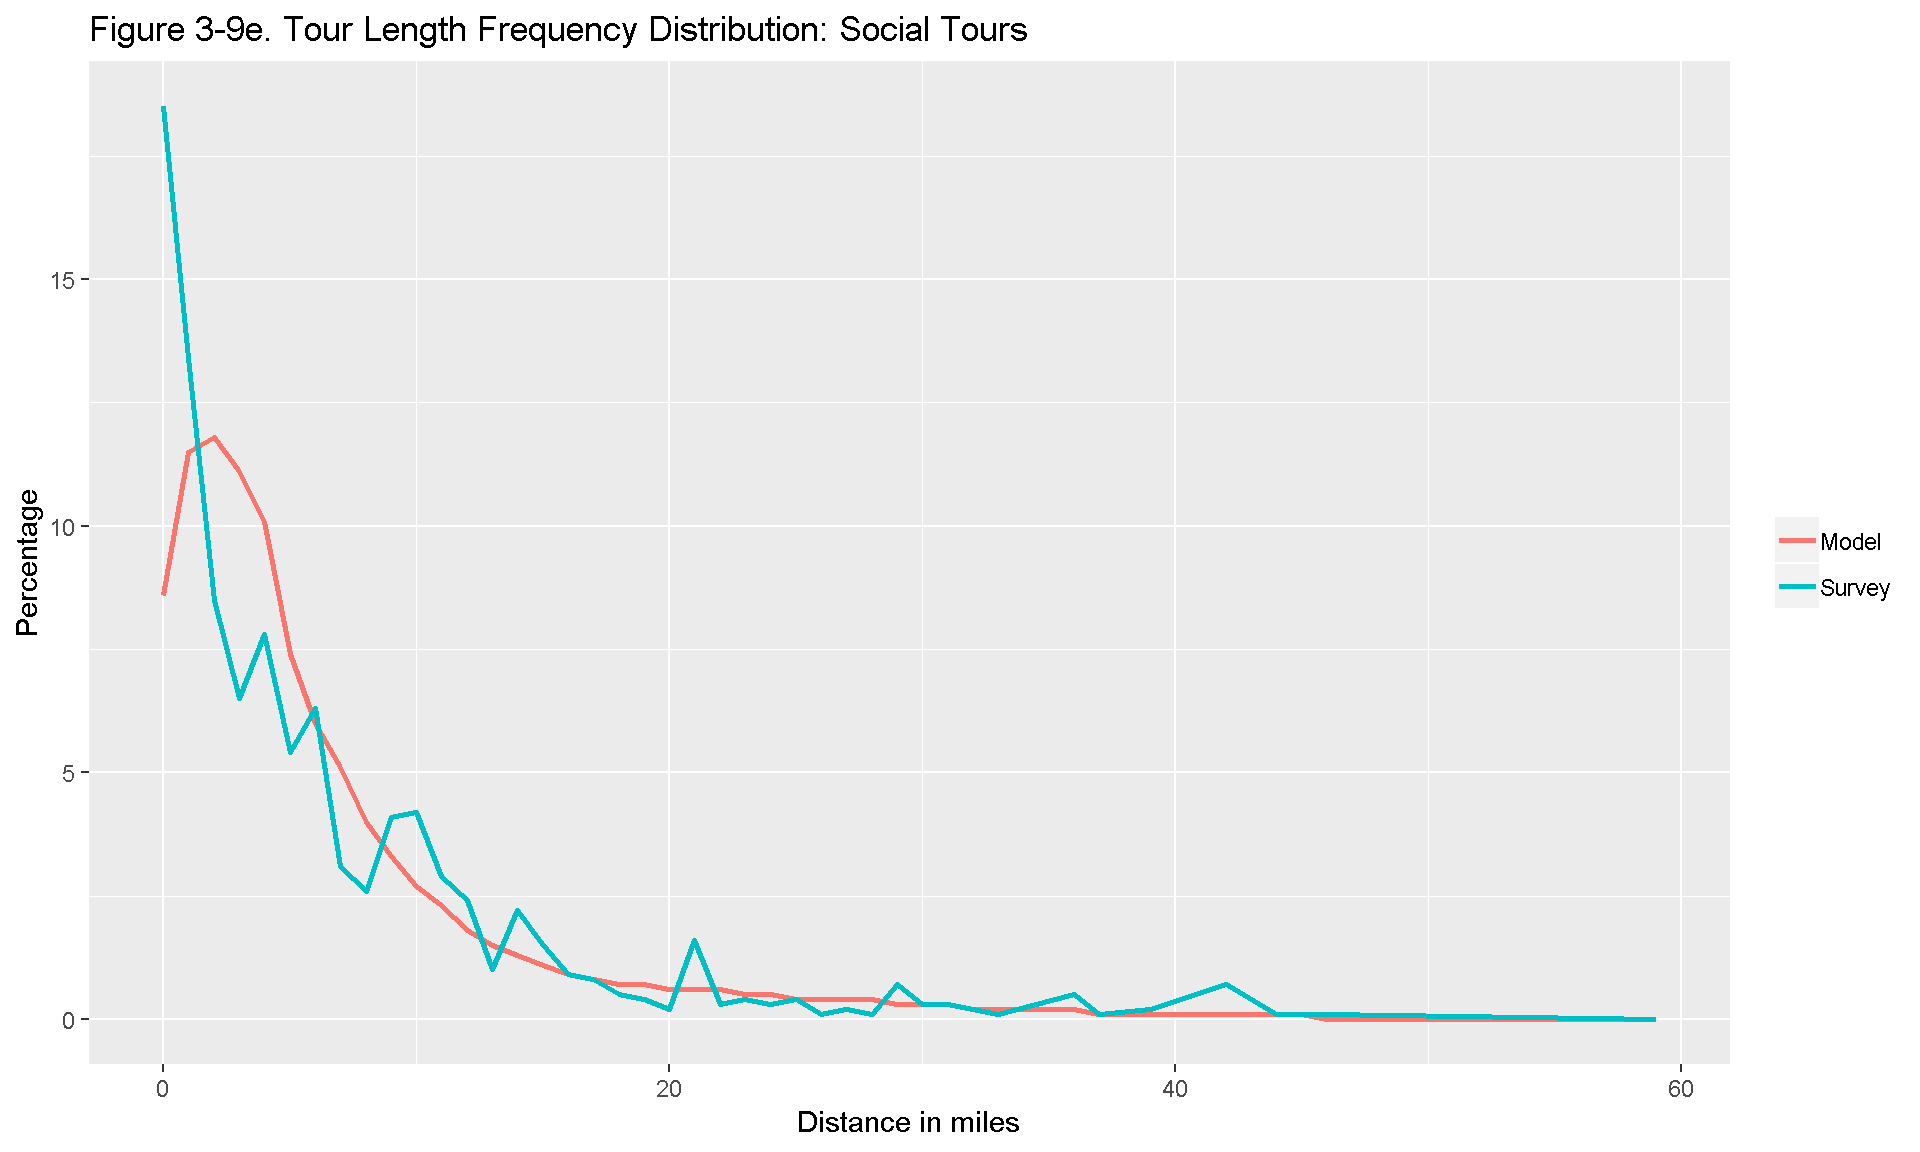 Figure 3-9e. Tour Length Frequency Distribution: Social Tours
Percentage
15
10
5
0
0 20 40 60
Distance in miles
Model
Survey